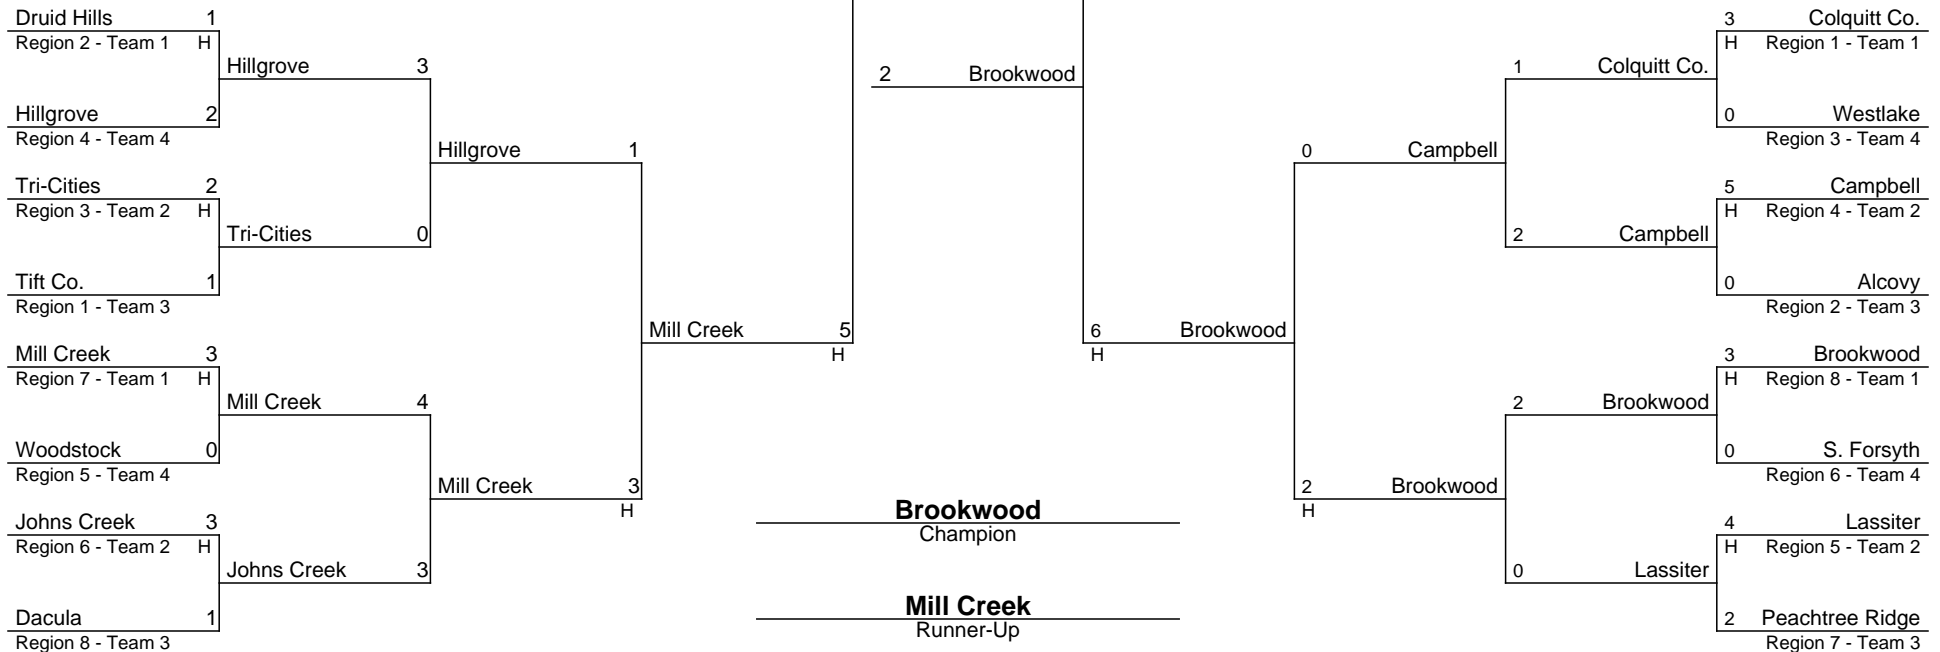 Druid Hills 1
Region 2 - Team 1 H
Hillgrove 3
Hillgrove 2
Region 4 - Team 4
Hillgrove 1
Tri-Cities 2
Region 3 - Team 2 H
Tri-Cities 0
Tift Co. 1
Region 1 - Team 3
Mill Creek 5
H
Mill Creek 3
Region 7 - Team 1 H
Mill Creek 4
Woodstock 0
Region 5 - Team 4
Mill Creek 3
H
Johns Creek 3
Region 6 - Team 2 H
Johns Creek 3
Dacula 1
Region 8 - Team 3
2 Brookwood
Brookwood
Champion
Mill Creek
Runner-Up
3 Colquitt Co.
H Region 1 - Team 1
1 Colquitt Co.
0 Westlake
Region 3 - Team 4
0 Campbell
5 Campbell
H Region 4 - Team 2
2 Campbell
0 Alcovy
Region 2 - Team 3
6 Brookwood
H
3 Brookwood
H Region 8 - Team 1
2 Brookwood
0 S. Forsyth
Region 6 - Team 4
2 Brookwood
H
4 Lassiter
H Region 5 - Team 2
0 Lassiter
2 Peachtree Ridge
Region 7 - Team 3